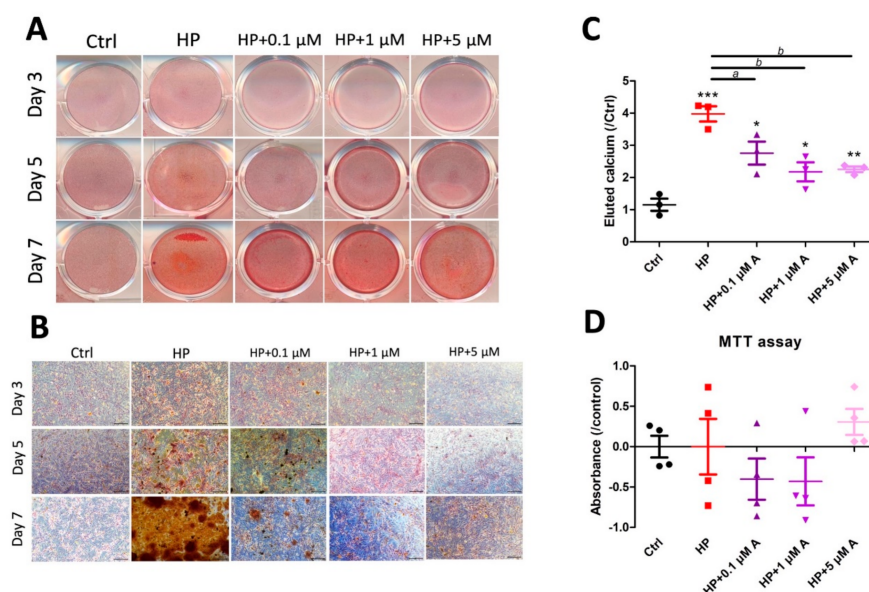 A
Ctrl HP HP+0.1 µM HP+1 µM HP+5 µM
Day 3
Day 5
Day 7
B
Ctrl HP HP+0.1 µM HP+1 µM HP+5 µM
Day 3
Day 5
Day 7
C
Eluted calcium (/Ctrl)
5
4
3
2
1
0
b
b
a
***
*
*
**
Ctrl
HP
HP+0.1 µM A
HP+1 µM A
HP+5 µM A
D
MTT assay
Absorbance (/control)
1.0
0.5
0.0
-0.5
-1.0
Ctrl
HP
HP+0.1 µM A
HP+1 µM A
HP+5 µM A